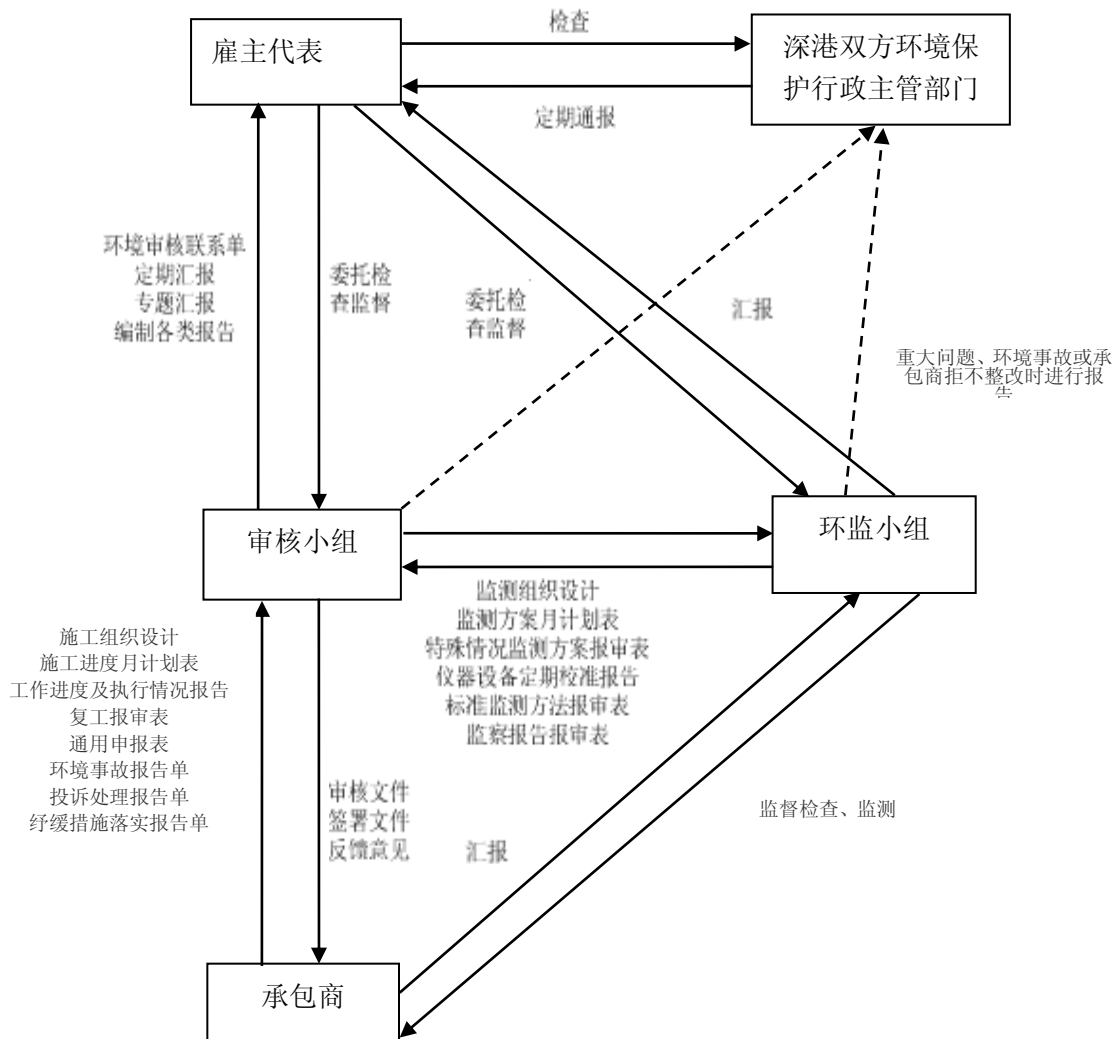 检查
雇主代表
深港双方环境保
护行政主管部门
定期通报
环境审核联系单
定期汇报
专题汇报
编制各类报告
委托检
查监督
委托检
查监督
汇报
重大问题、环境事故或承
包商拒不整改时进行报
告
审核小组
环监小组
监测组织设计
监测方案月计划表
特殊情况监测方案报审表
仪器设备定期校准报告
标准监测方法报审表
监察报告报审表
施工组织设计
施工进度月计划表
工作进度及执行情况报告
复工报审表
通用申报表
环境事故报告单
投诉处理报告单
纾缓措施落实报告单
审核文件
签署文件
反馈意见
汇报
监督检查、监测
承包商